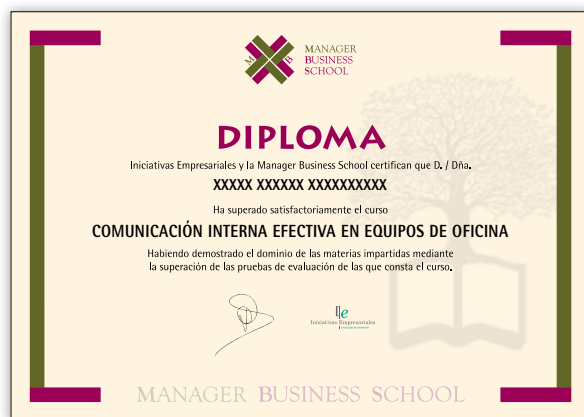 M B
MANAGER
BUSINESS
SCHOOL
DIPLOMA
Iniciativas Empresariales y la Manager Business School certifican que D. / Dña.
XXXXX XXXXXX XXXXXXXXXX
Ha superado satisfactoriamente el curso
COMUNICACIÓN INTERNA EFECTIVA EN EQUIPOS DE OFICINA
Habiendo demostrado el dominio de las materias impartidas mediante
la superación de las pruebas de evaluación de las que consta el curso.
Ie
Iniciativas Empresariales
MANAGER BUSINESS SCHOOL